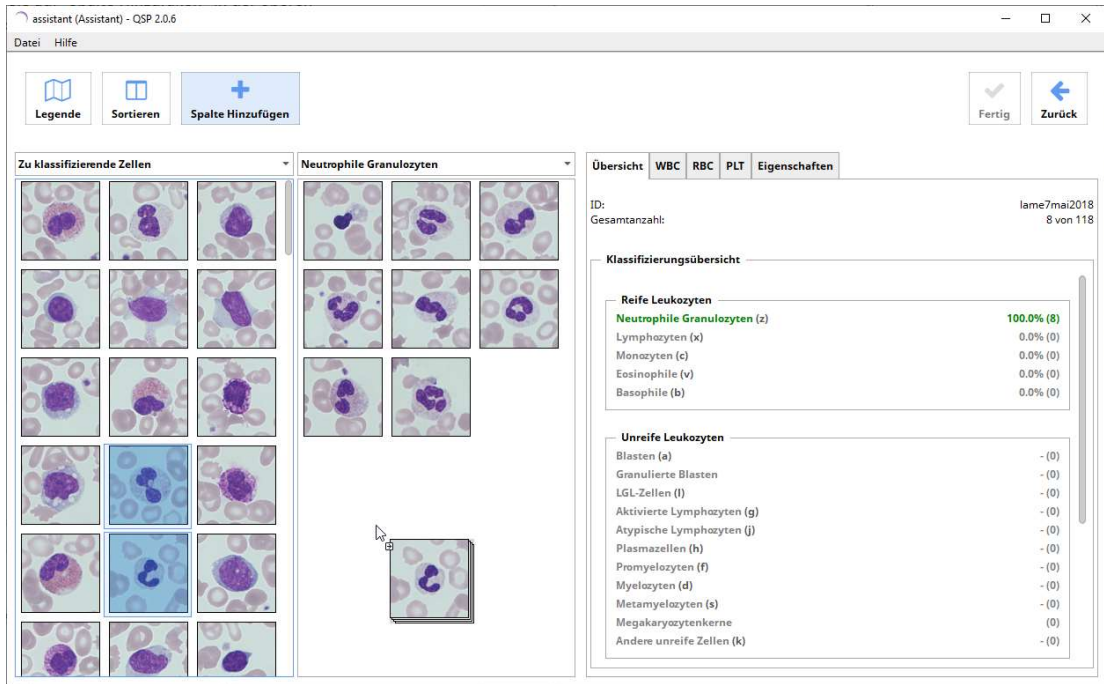 assistant (Assistant) - QSP 2.0.6
Datei Hilfe
Legende Sortieren Spalte Hinzufügen Fertig Zurück
Zu klassifizierende Zellen
Neutrophile Granulozyten
Übersicht WBC RBC PLT Eigenschaften
ID: lame7mai2018
Gesamtanzahl: 8 von 118
Klassifizierungsübersicht
Reife Leukozyten
Neutrophile Granulozyten (z) 100.0% (8)
Lymphozyten (x) 0.0% (0)
Monozyten (c) 0.0% (0)
Eosinophile (v) 0.0% (0)
Basophile (b) 0.0% (0)
Unreife Leukozyten
Blasten (a) - (0)
Granulierte Blasten - (0)
LGL-Zellen (l) - (0)
Aktivierte Lymphozyten (g) - (0)
Atypische Lymphozyten (j) - (0)
Plasmazellen (h) - (0)
Promyelozyten (f) - (0)
Myelozyten (d) - (0)
Metamyelozyten (s) - (0)
Megakaryozytenkerne (0)
Andere unreife Zellen (k) - (0)